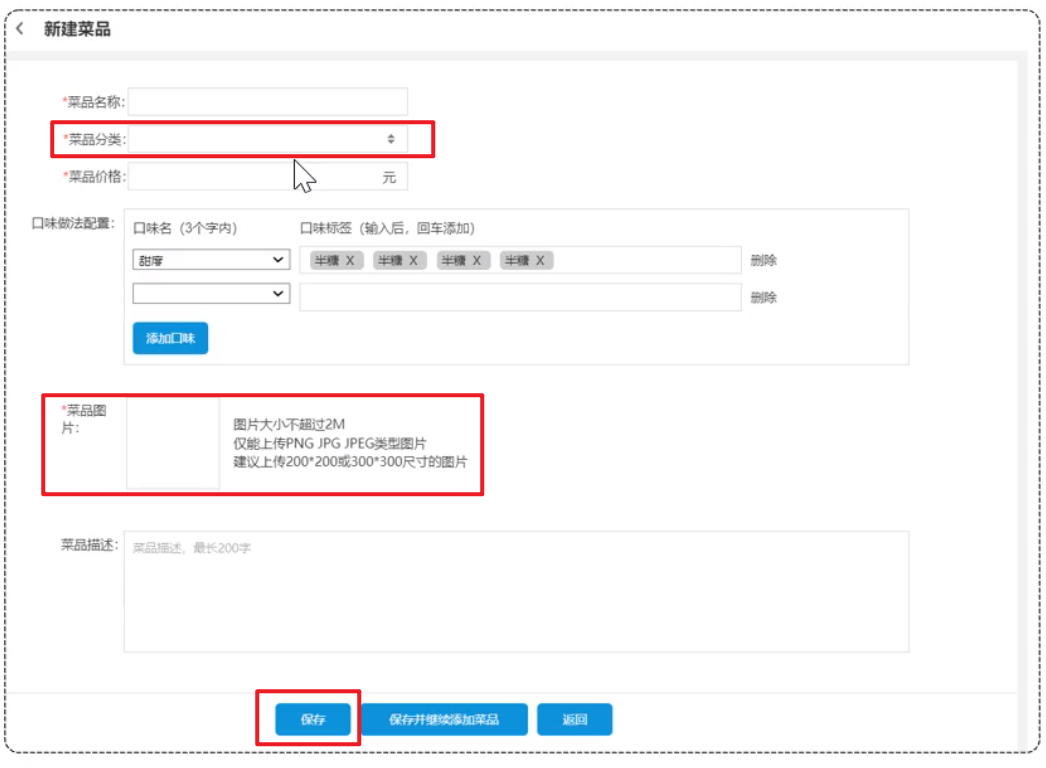 新建菜品
*菜品名称:
*菜品分类:
*菜品价格: 元
口味做法配置:
口味名（3个字内） 口味标签（输入后，回车添加）
甜度 半糖 X 半糖 X 半糖 X 半糖 X 删除
删除
添加口味
*菜品图
片:
图片大小不超过2M
仅能上传PNG JPG JPEG类型图片
建议上传200*200或300*300尺寸的图片
菜品描述:
菜品描述，最长200字
保存 保存并继续添加菜品 返回